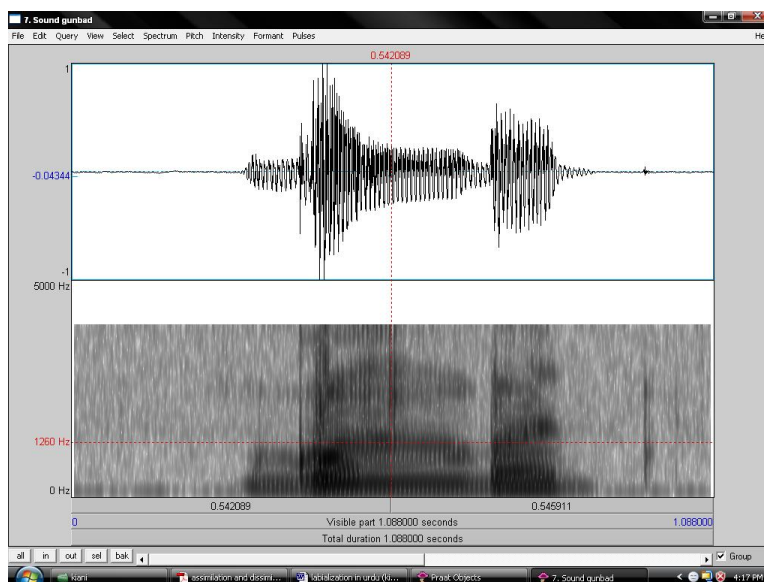 7. Sound gunbad
File Edit Query View Select Spectrum Pitch Intensity Formant Pulses He
0.542089
1
-0.04344
-1
5000 Hz
1260 Hz
0 Hz
0.542089 0.545911
0 Visible part 1.088000 seconds 1.088000
Total duration 1.088000 seconds
all in out sel bak Group
kiani assimilation and dissimi... labialization in urdu (ki... Praat Objects 7. Sound gunbad 4:17 PM